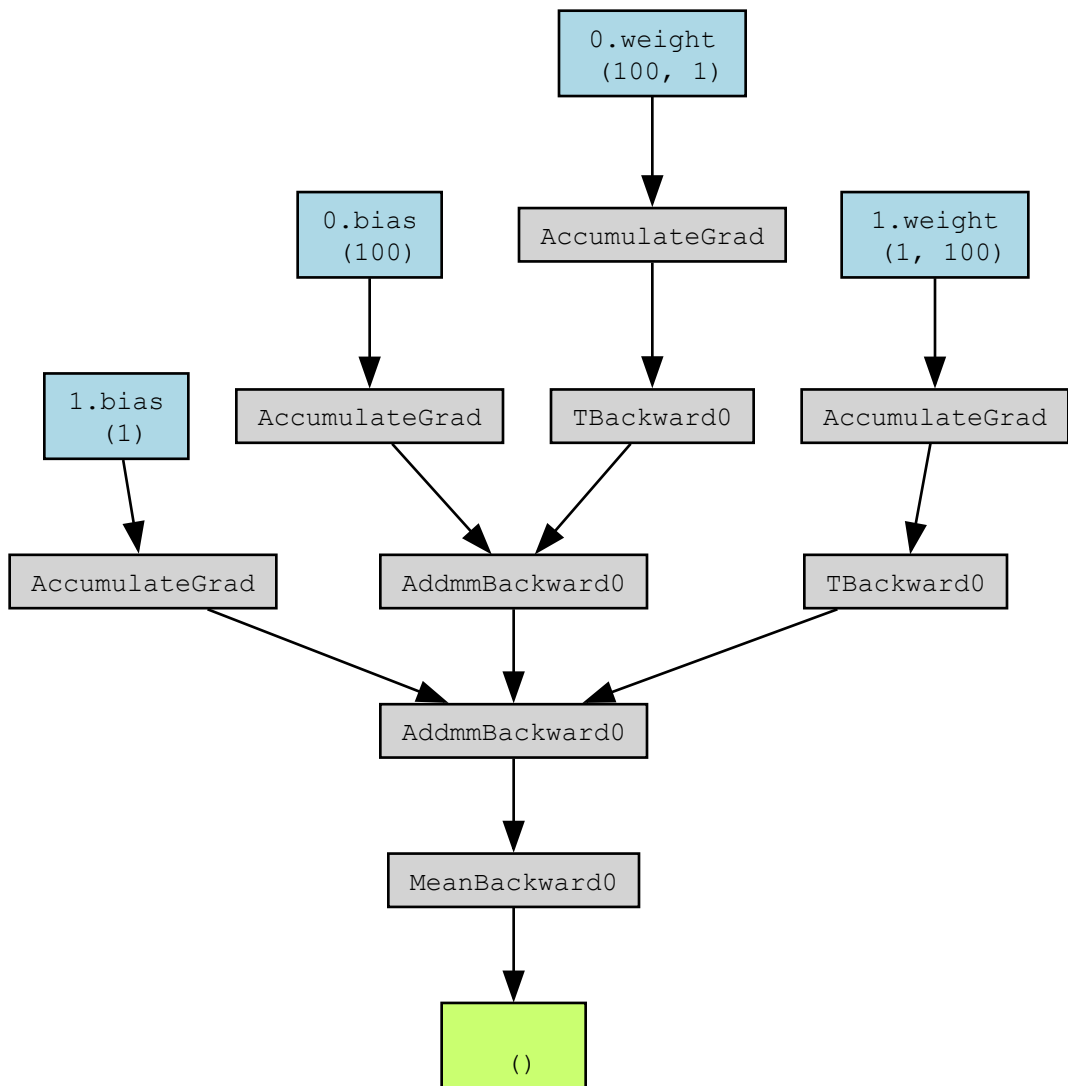 0.weight
(100, 1)
0.bias
(100)
AccumulateGrad
1.weight
(1, 100)
1.bias
(1)
AccumulateGrad
TBackward0
AccumulateGrad
AccumulateGrad
AddmmBackward0
TBackward0
AddmmBackward0
MeanBackward0
()